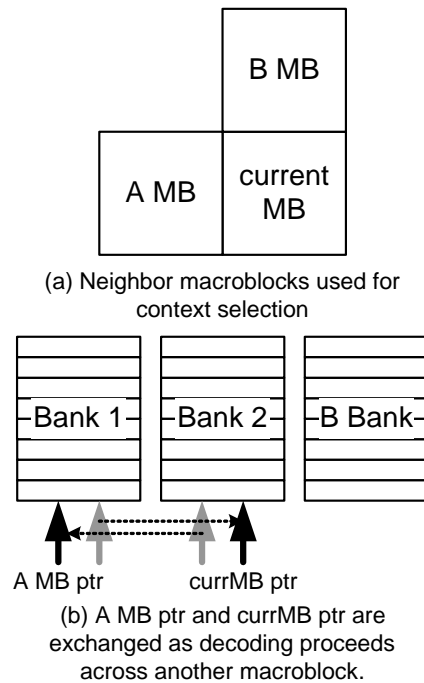 B MB
A MB
current
MB
(a) Neighbor macroblocks used for
context selection
Bank 1
Bank 2
B Bank
A MB ptr
currMB ptr
(b) A MB ptr and currMB ptr are
exchanged as decoding proceeds
across another macroblock.